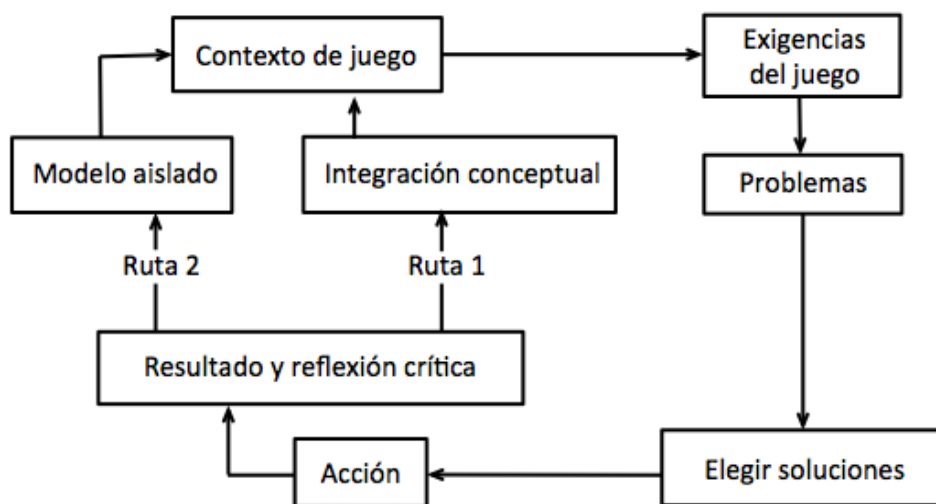 Contexto de juego
Exigencias
del juego
Modelo aislado
Integración conceptual
Problemas
Ruta 2
Ruta 1
Resultado y reflexión crítica
Acción
Elegir soluciones